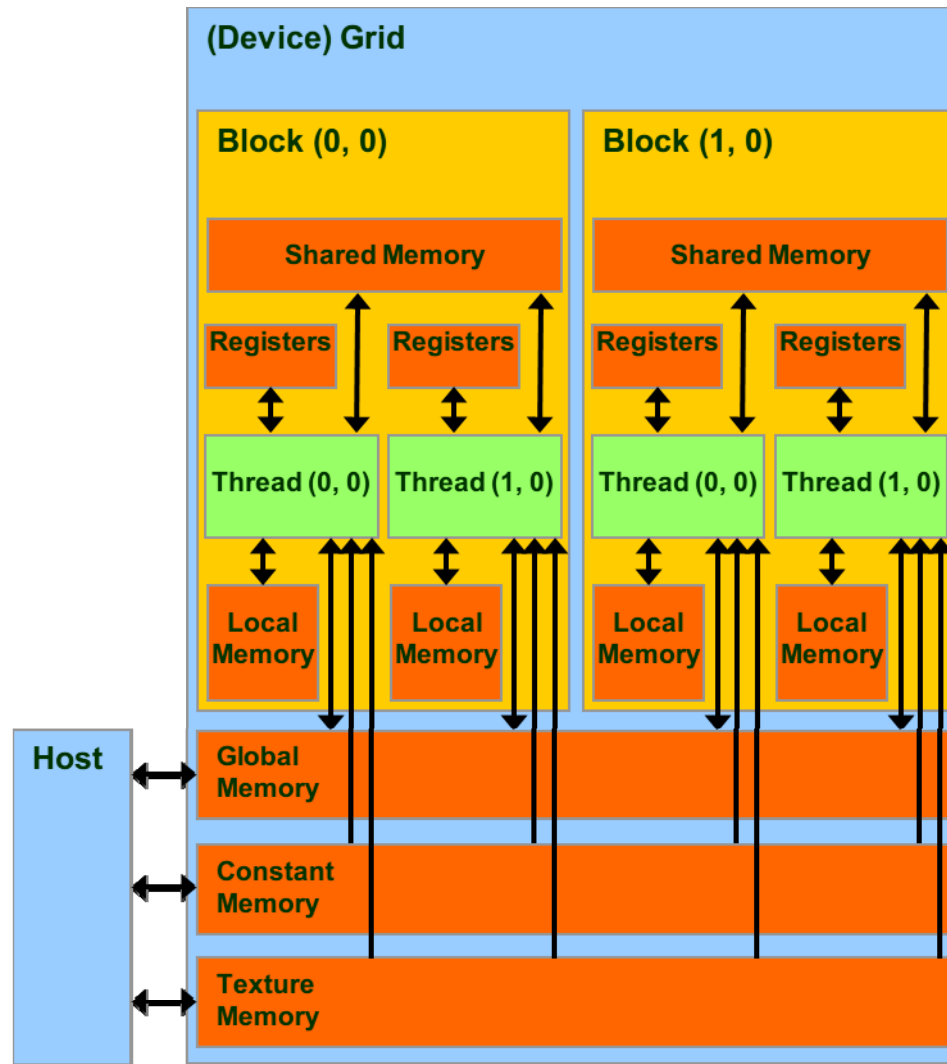 (Device) Grid
Block (0, 0)
Block (1, 0)
Shared Memory
Shared Memory
Registers
Registers
Registers
Registers
Thread (0, 0)
Thread (1, 0)
Thread (0, 0)
Thread (1, 0)
Local
Memory
Local
Memory
Local
Memory
Local
Memory
Host
Global
Memory
Constant
Memory
Texture
Memory